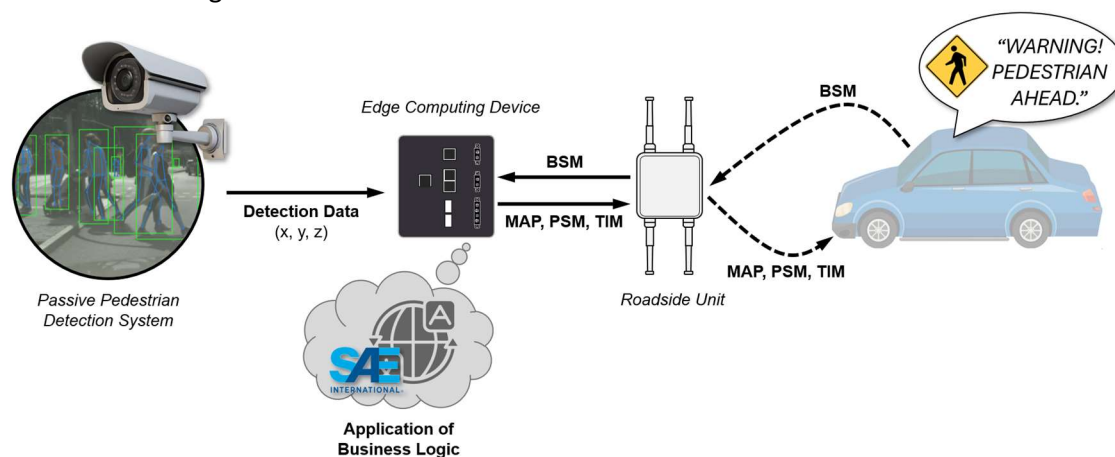 "WARNING!
PEDESTRIAN
AHEAD."
Edge Computing Device
BSM
BSM
Detection Data
(x, y, z)
MAP, PSM, TIM
MAP, PSM, TIM
Passive Pedestrian
Detection System
Roadside Unit
A
SAE
INTERNATIONAL
Application of
Business Logic